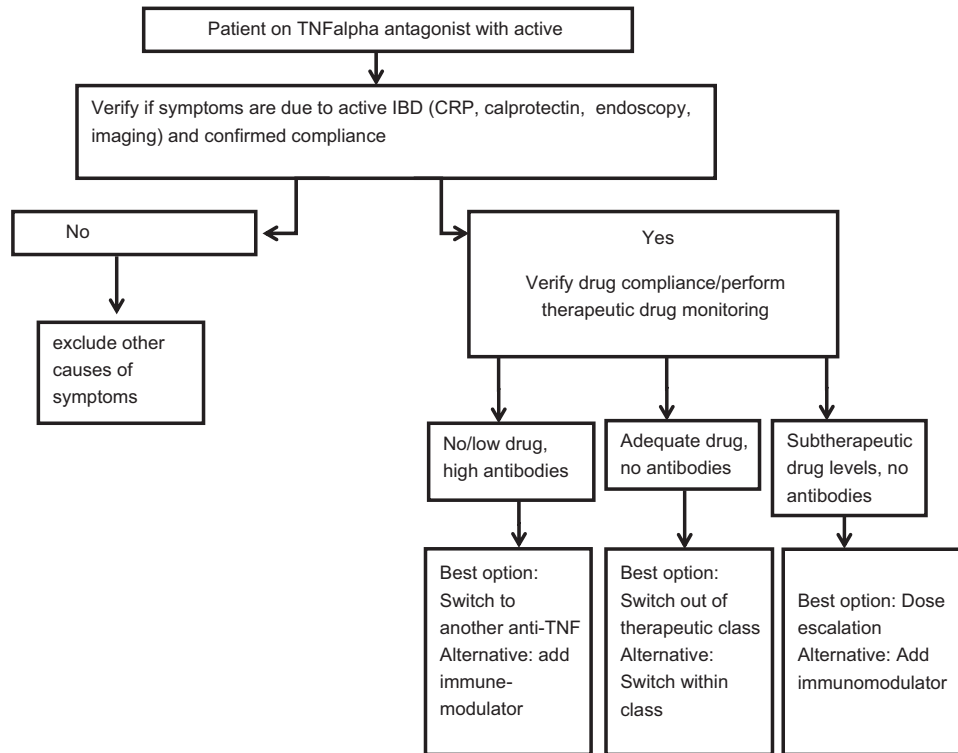 Patient on TNFalpha antagonist with active
Verify if symptoms are due to active IBD (CRP, calprotectin, endoscopy,
imaging) and confirmed compliance
No
Yes
Verify drug compliance/perform
therapeutic drug monitoring
exclude other
causes of
symptoms
No/low drug,
high antibodies
Adequate drug,
no antibodies
Subtherapeutic
drug levels, no
antibodies
Best option:
Switch to
another anti-TNF
Alternative: add
immune-
modulator
Best option:
Switch out of
therapeutic class
Alternative:
Switch within
class
Best option: Dose
escalation
Alternative: Add
immunomodulator